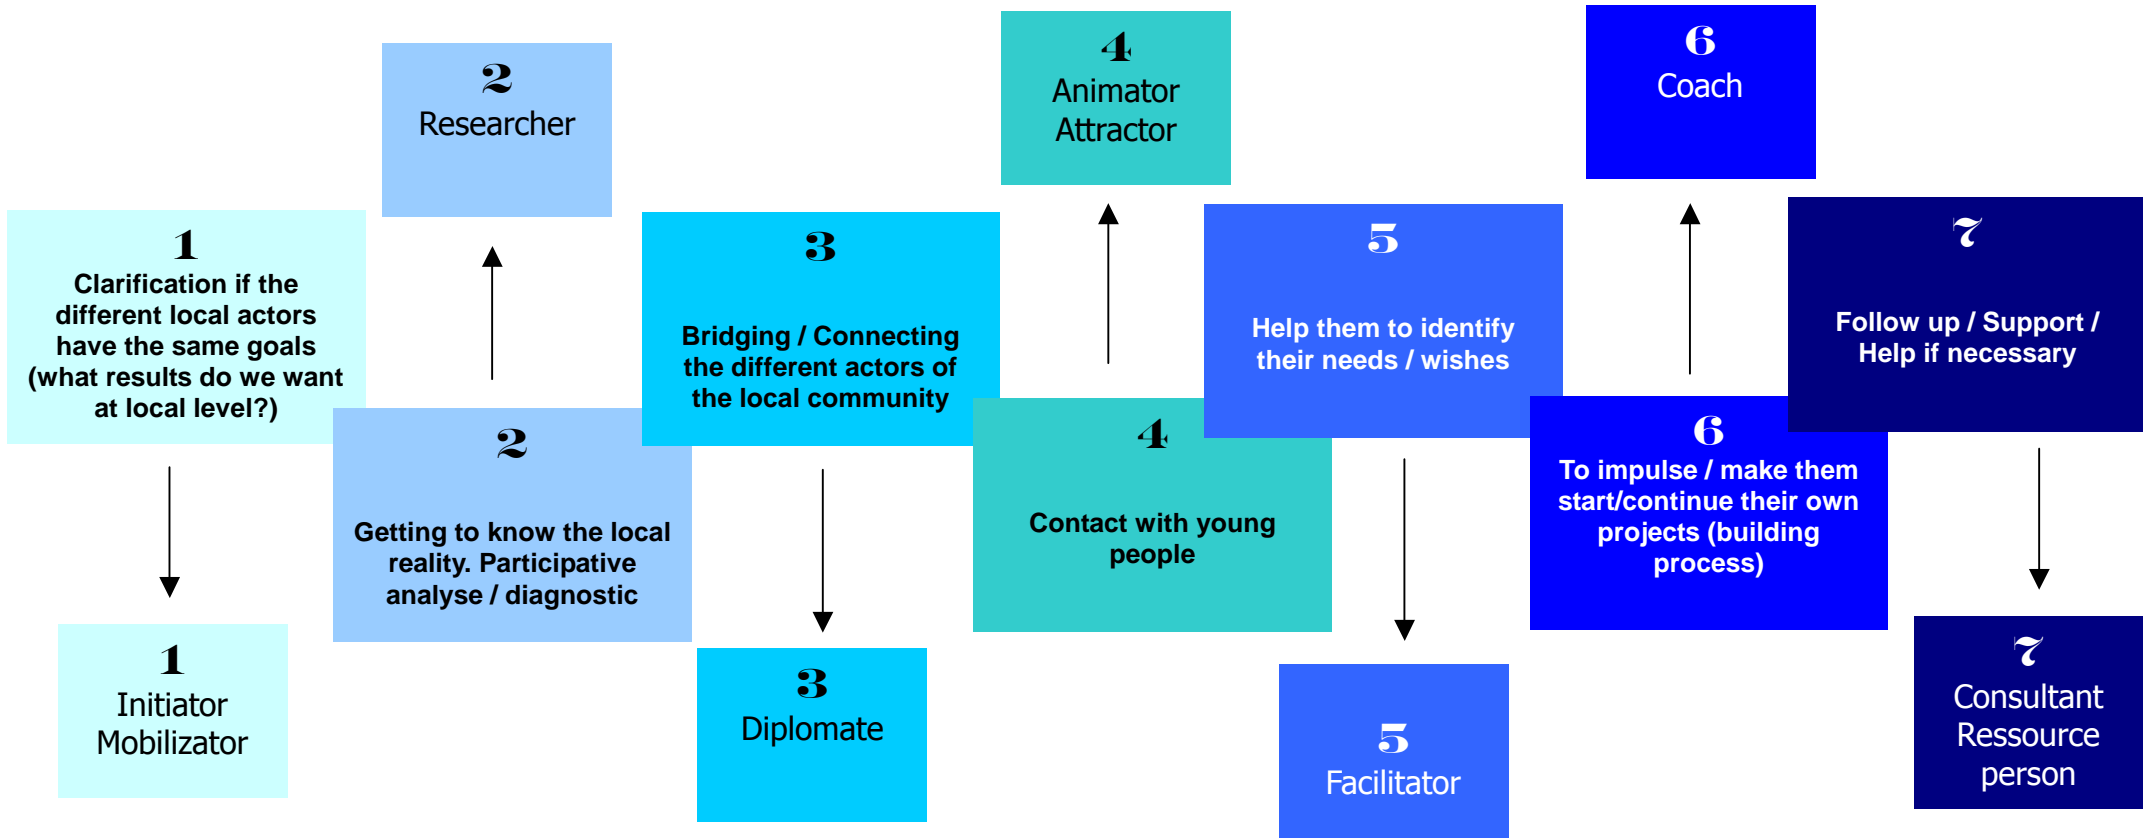 1
Clarification if the
different local actors
have the same goals
(what results do we want
at local level?)
1
Initiator
Mobilizator
2
Researcher
2
Getting to know the local
reality. Participative
analyse / diagnostic
3
Bridging / Connecting
the different actors of
the local community
3
Diplomate
4
Animator
Attractor
4
Contact with young
people
5
Help them to identify
their needs / wishes
5
Facilitator
6
Coach
6
To impulse / make them
start/continue their own
projects (building
process)
7
Follow up / Support /
Help if necessary
7
Consultant
Ressource
person